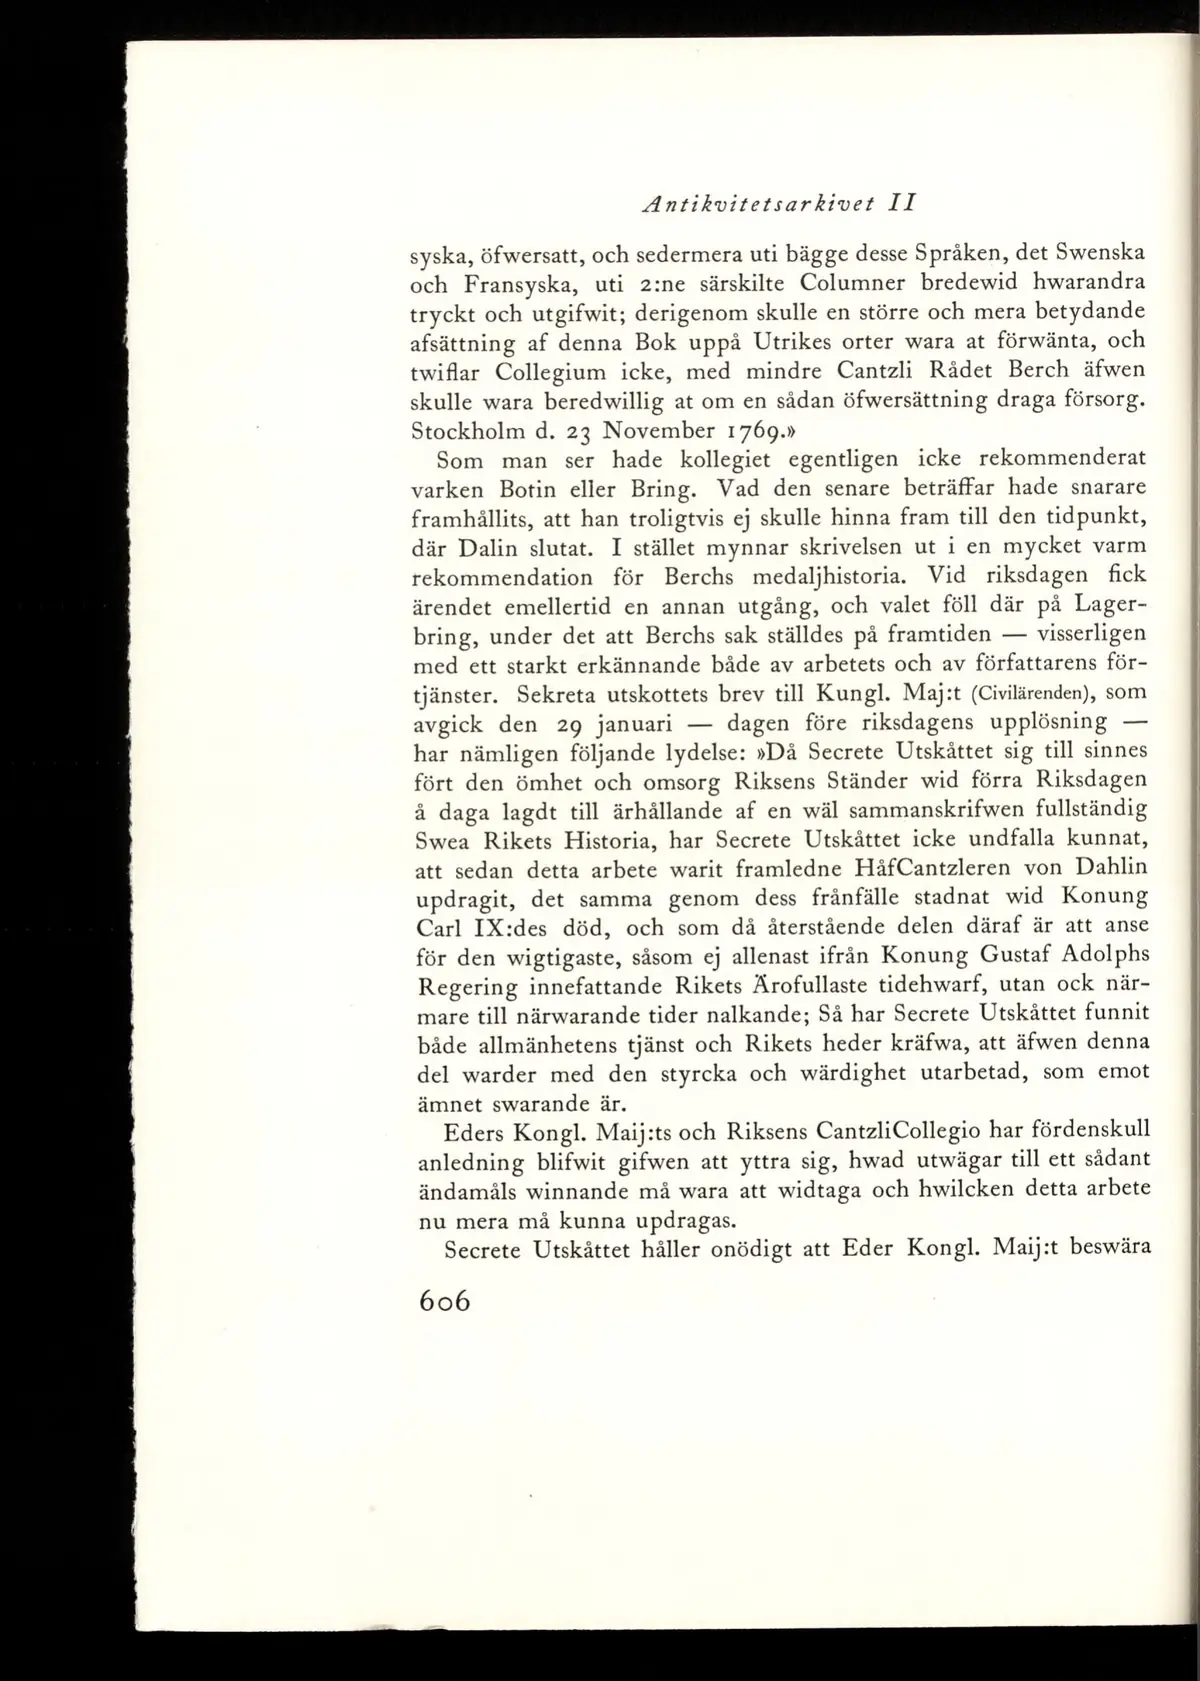 Antikvitetsarkivet II
syska, öfwersatt, och sedermera uti bägge desse Språken, det Swenska
och Fransyska, uti 2:ne särskilte Columner bredewid hwarandra
tryckt och utgifwit; derigenom skulle en större och mera betydande
afsättning af denna Bok uppå Utrikes orter wara at förwänta, och
twiflar Collegium icke, med mindre Cantzli Rådet Berch äfwen
skulle wara beredwillig at om en sådan öfwersättning draga försorg.
Stockholm d. 23 November 1769.»
Som man ser hade kollegiet egentligen icke rekommenderat
varken Botin eller Bring. Vad den senare beträffar hade snarare
framhållits, att han troligtvis ej skulle hinna fram till den tidpunkt,
där Dalin slutat. I stället mynnar skrivelsen ut i en mycket varm
rekommendation för Berchs medaljhistoria. Vid riksdagen fick
ärendet emellertid en annan utgång, och valet föll där på Lager-
bring, under det att Berchs sak ställdes på framtiden — visserligen
med ett starkt erkännande både av arbetets och av författarens för-
tjänster. Sekreta utskottets brev till Kungl. Maj:t (Civilärenden), som
avgick den 29 januari — dagen före riksdagens upplösning —
har nämligen följande lydelse: »Då Secrete Utskåttet sig till sinnes
fört den ömhet och omsorg Riksens Ständer wid förra Riksdagen
å daga lagdt till ärhållande af en wäl sammanskrifwen fullständig
Swea Rikets Historia, har Secrete Utskåttet icke undfalla kunnat,
att sedan detta arbete warit framledne HåfCantzleren von Dahlin
updragit, det samma genom dess frånfälle stadnat wid Konung
Carl IX:des död, och som då återstående delen däraf är att anse
för den wigtigaste, såsom ej allenast ifrån Konung Gustaf Adolphs
Regering innefattande Rikets Ärofullaste tidehwarf, utan ock när-
mare till närwarande tider nalkande; Så har Secrete Utskåttet funnit
både allmänhetens tjänst och Rikets heder kräfwa, att äfwen denna
del warder med den styrcka och wärdighet utarbetad, som emot
ämnet swarande är.
Eders Kongl. Maij:ts och Riksens CantzliCollegio har fördenskull
anledning blifwit gifwen att yttra sig, hwad utwägar till ett sådant
ändamåls winnande må wara att widtaga och hwilcken detta arbete
nu mera må kunna updragas.
Secrete Utskåttet håller onödigt att Eder Kongl. Maij:t beswära
606